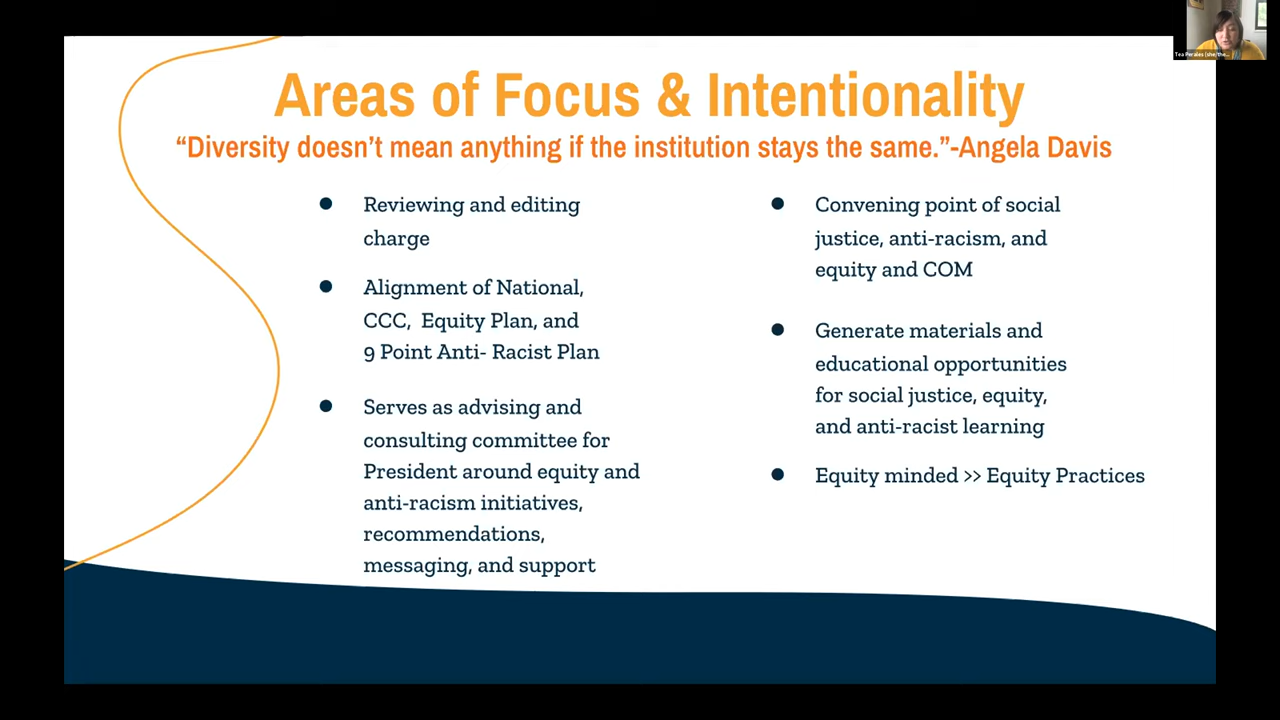 Areas of Focus & Intentionality
“Diversity doesn’t mean anything if the institution stays the same.”-Angela Davis
Reviewing and editing
charge
Alignment of National,
CCC, Equity Plan, and
9 Point Anti- Racist Plan
Serves as advising and
consulting committee for
President around equity and
anti-racism initiatives,
recommendations,
messaging, and support
Convening point of social
justice, anti-racism, and
equity and COM
Generate materials and
educational opportunities
for social justice, equity,
and anti-racist learning
Equity minded >> Equity Practices
Tea Perales (she/the...